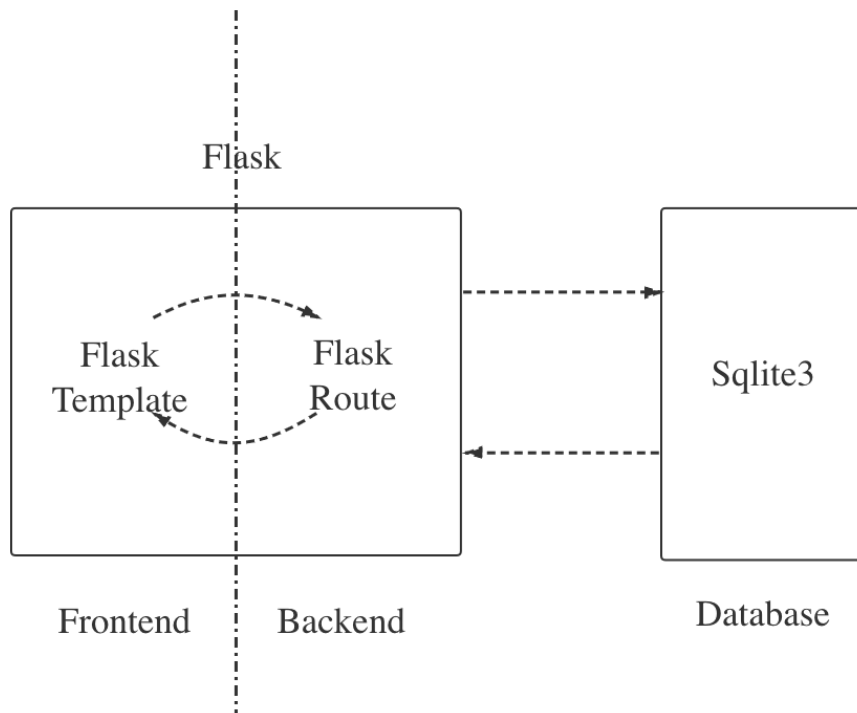 Flask
Flask
Template
Flask
Route
Sqlite3
Frontend
Backend
Database